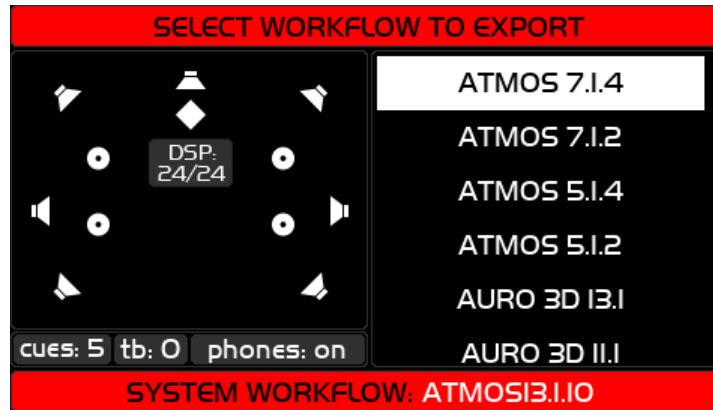 SELECT WORKFLOW TO EXPORT
DSP:
24/24
cues: 5 tb: 0 phones: on
ATMOS 7.1.4
ATMOS 7.1.2
ATMOS 5.1.4
ATMOS 5.1.2
AURO 3D 13.1
AURO 3D 11.1
SYSTEM WORKFLOW: ATMOS13.1.10